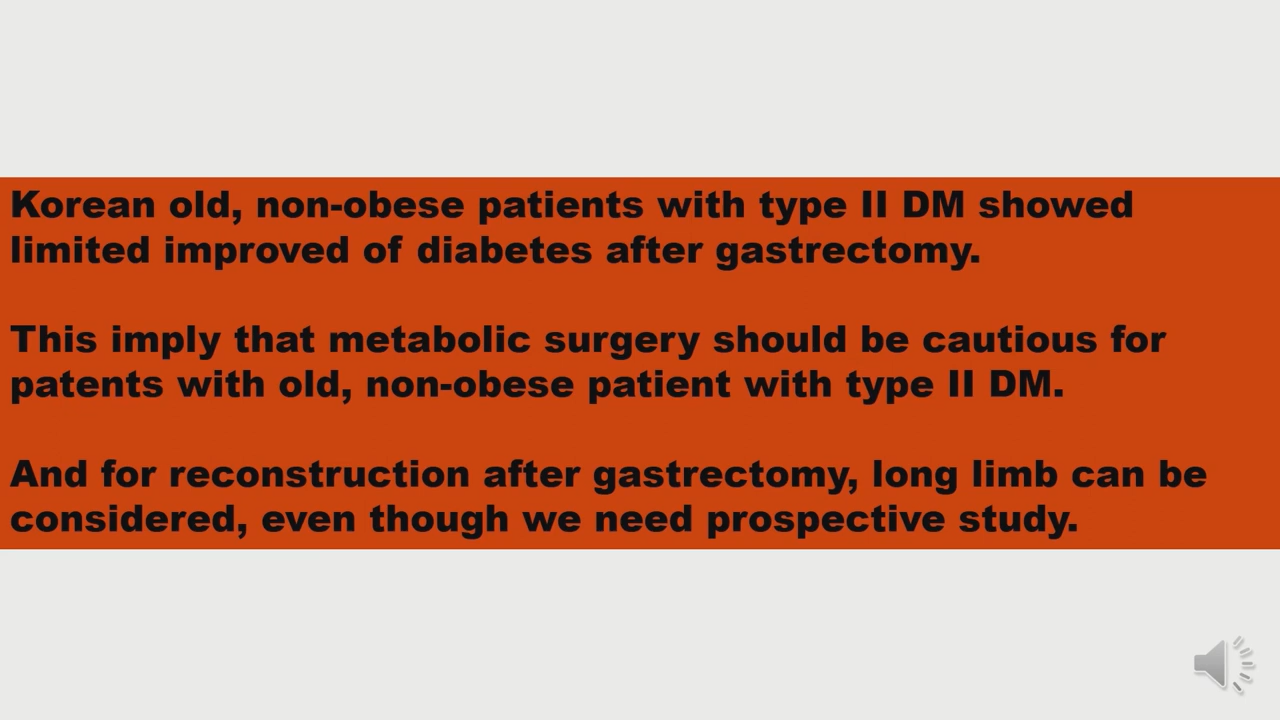 Korean old, non-obese patients with type II DM showed
limited improved of diabetes after gastrectomy.
This imply that metabolic surgery should be cautious for
patents with old, non-obese patient with type II DM.
And for reconstruction after gastrectomy, long limb can be
considered, even though we need prospective study.